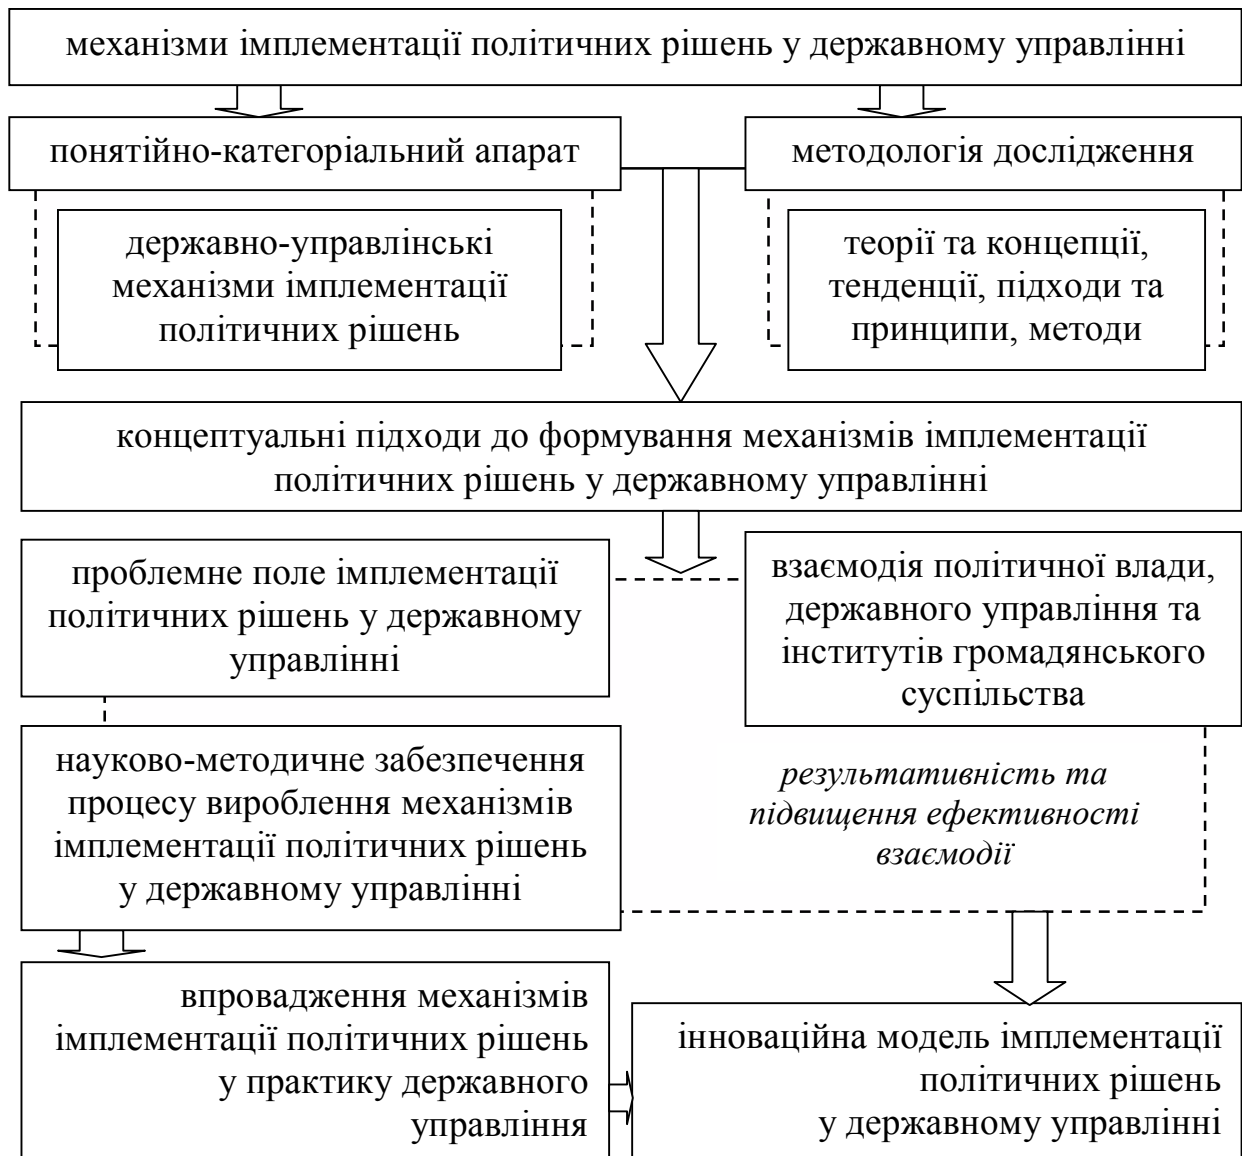 механізми імплементації політичних рішень у державному управлінні
понятійно-категоріальний апарат
методологія дослідження
державно-управлінські
механізми імплементації
політичних рішень
теорії та концепції,
тенденції, підходи та
принципи, методи
концептуальні підходи до формування механізмів імплементації
політичних рішень у державному управлінні
проблемне поле імплементації
політичних рішень у державному
управлінні
взаємодія політичної влади,
державного управління та
інститутів громадянського
суспільства
науково-методичне забезпечення
процесу вироблення механізмів
імплементації політичних рішень
у державному управлінні
результативність та
підвищення ефективності
взаємодії
впровадження механізмів
імплементації політичних рішень
у практику державного
управління
інноваційна модель імплементації
політичних рішень
у державному управлінні